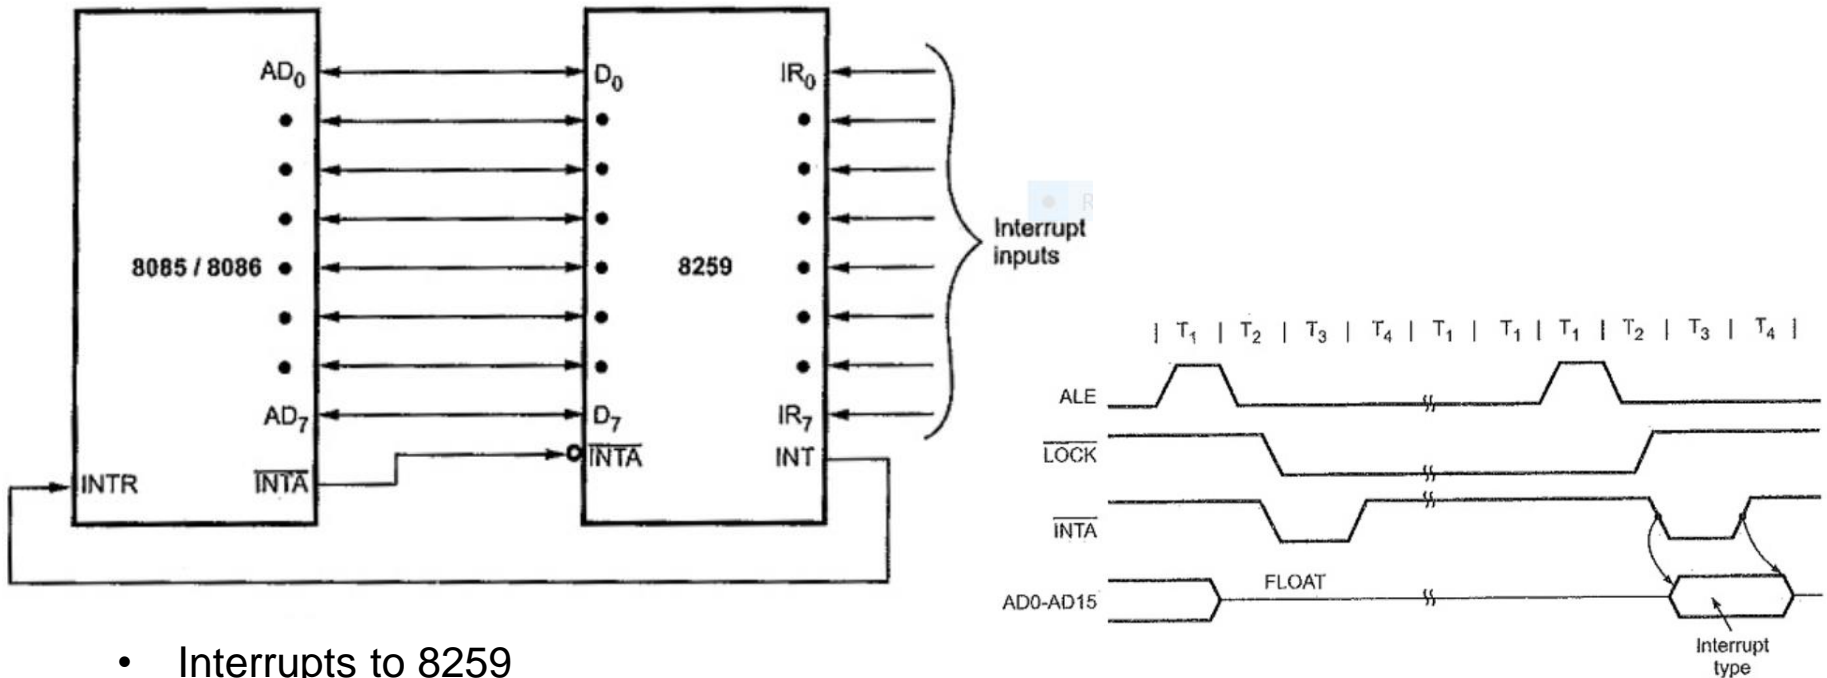 AD₀
D₀
IR₀
8085 / 8086
8259
Interrupt
inputs
AD₇
D₇
IR₇
INTR
INTA
INTA
INT
| T₁ | T₂ | T₃ | T₄ | T₁ | T₁ | T₁ | T₂ | T₃ | T₄ |
ALE
LOCK
INTA
AD0-AD15
FLOAT
Interrupt
type
• Interrupts to 8259